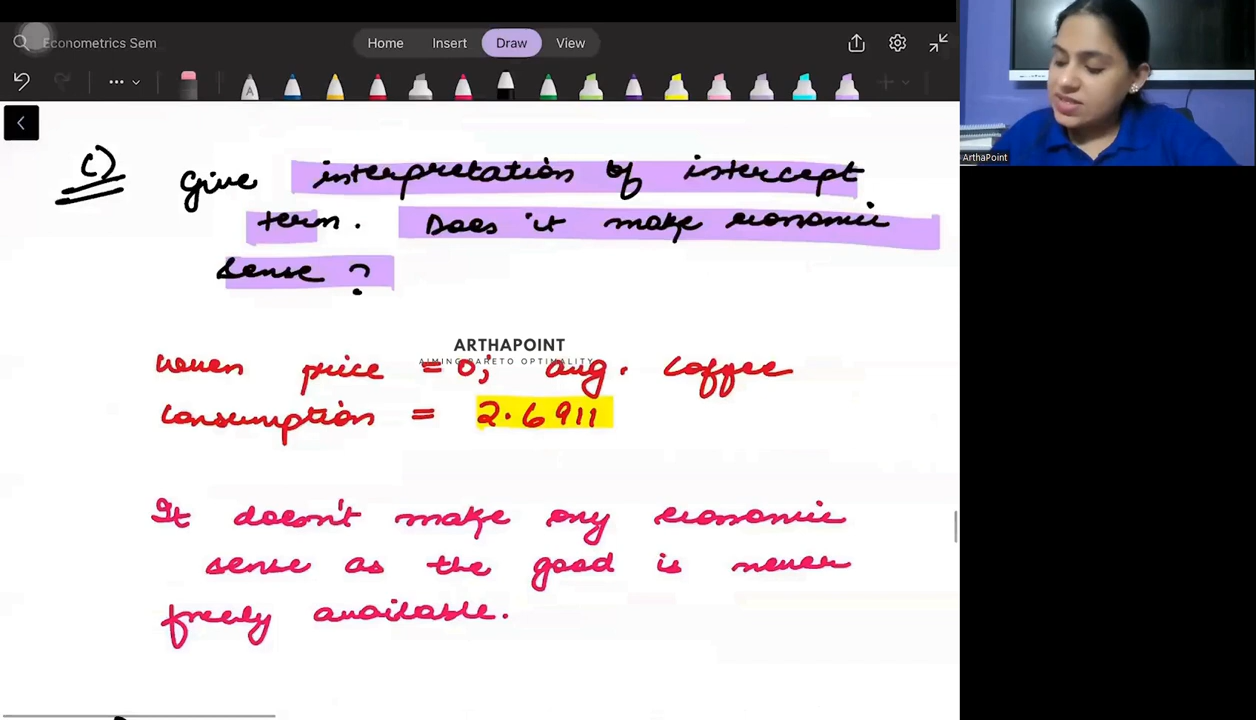 Econometrics Sem
Home Insert Draw View
A
ArthaPoint
c) Give interpretation of intercept
term. Does it make economic
sense ?
ARTHAPOINT
AIMING PARETO OPTIMALITY
when price = 0; avg. coffee
consumption = 2.6911
It doesn't make any economic
sense as the good is never
freely available.